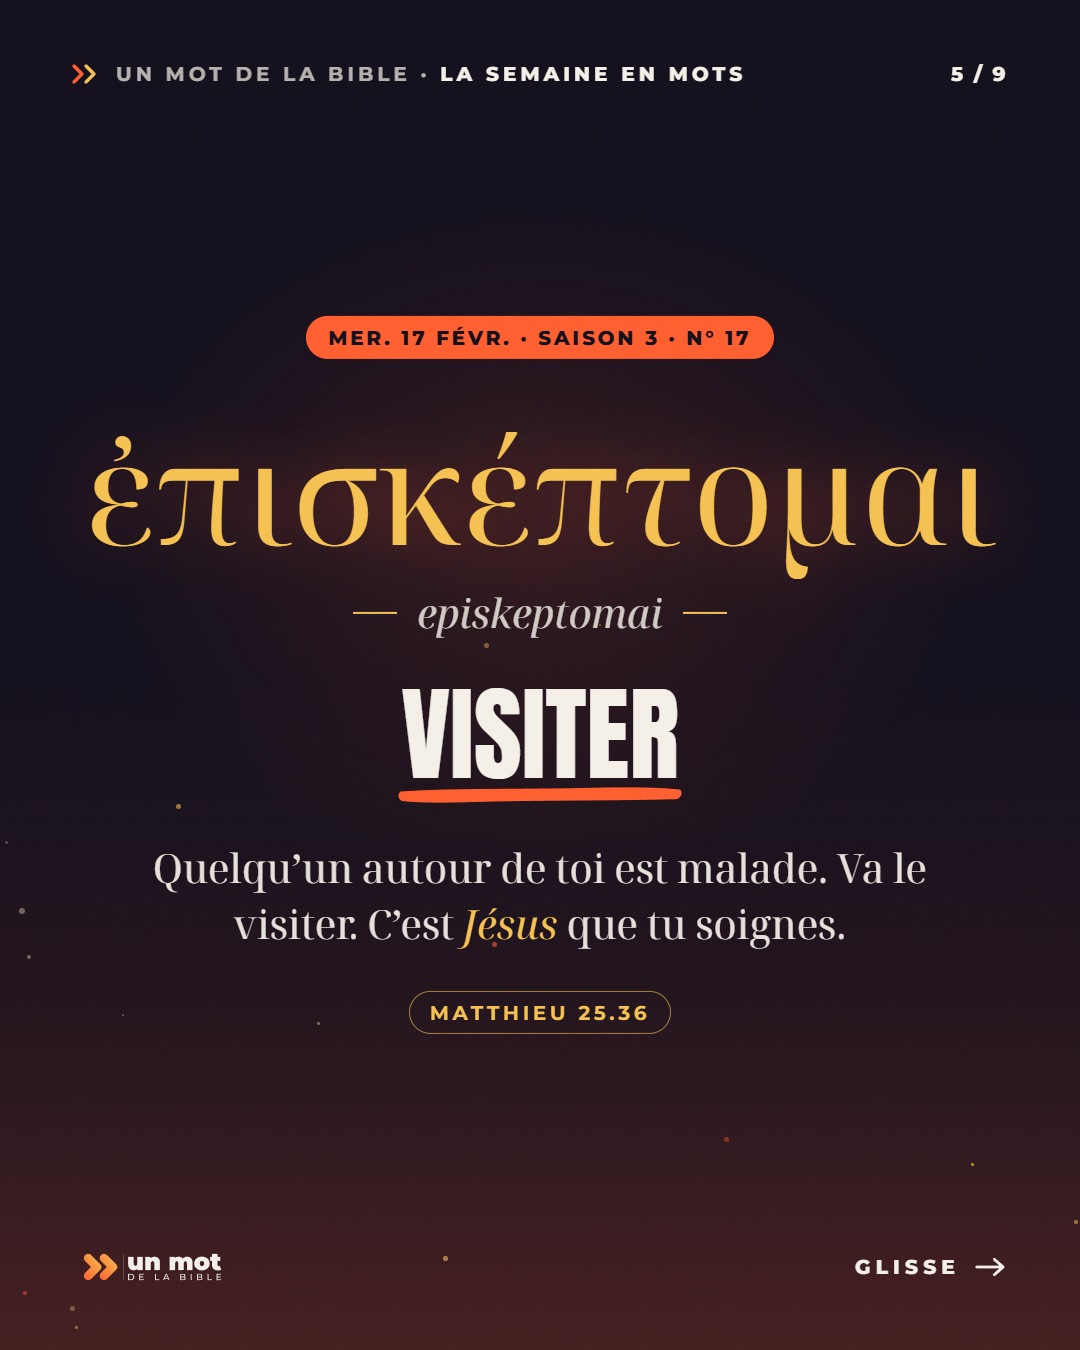 UN MOT DE LA BIBLE · LA SEMAINE EN MOTS
5 / 9
MER. 17 FÉVR. · SAISON 3 · N° 17
ἐπισκέπτομαι
episkeptomai
VISITER
Quelqu’un autour de toi est malade. Va le
visiter. C’est Jésus que tu soignes.
MATTHIEU 25.36
un mot
DE LA BIBLE
GLISSE →